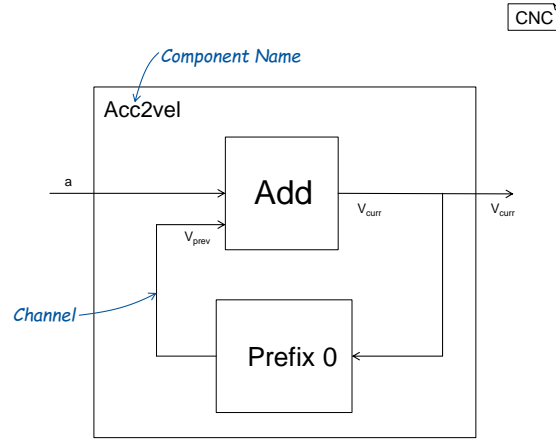 CNC
Component Name
Acc2vel
a
Add
Vcurr
Vcurr
Vprev
Channel
Prefix 0